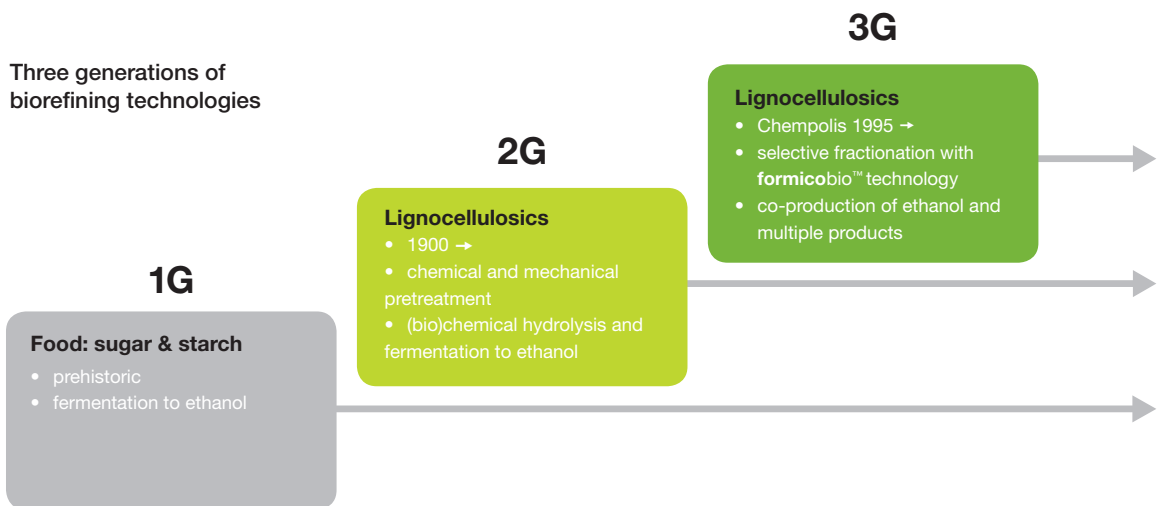 Three generations of
biorefining technologies
1G
Food: sugar & starch
• prehistoric
• fermentation to ethanol
2G
Lignocellulosics
• 1900 →
• chemical and mechanical
pretreatment
• (bio)chemical hydrolysis and
fermentation to ethanol
3G
Lignocellulosics
• Chempolis 1995 →
• selective fractionation with
formicobio™ technology
• co-production of ethanol and
multiple products